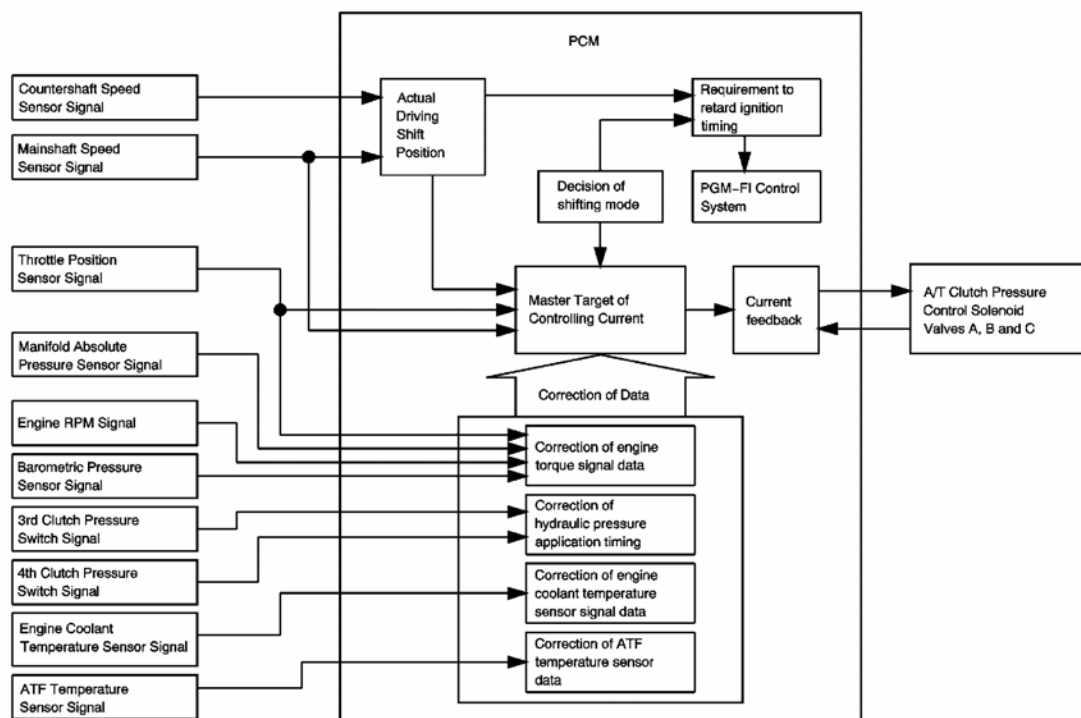 PCM
Countershaft Speed
Sensor Signal
Mainshaft Speed
Sensor Signal
Throttle Position
Sensor Signal
Manifold Absolute
Pressure Sensor Signal
Engine RPM Signal
Barometric Pressure
Sensor Signal
3rd Clutch Pressure
Switch Signal
4th Clutch Pressure
Switch Signal
Engine Coolant
Temperature Sensor Signal
ATF Temperature
Sensor Signal
Actual
Driving
Shift
Position
Requirement to
retard ignition
timing
Decision of
shifting mode
PGM-FI Control
System
Master Target of
Controlling Current
Current
feedback
A/T Clutch Pressure
Control Solenoid
Valves A, B and C
Correction of Data
Correction of engine
torque signal data
Correction of
hydraulic pressure
application timing
Correction of engine
coolant temperature
sensor signal data
Correction of ATF
temperature sensor
data